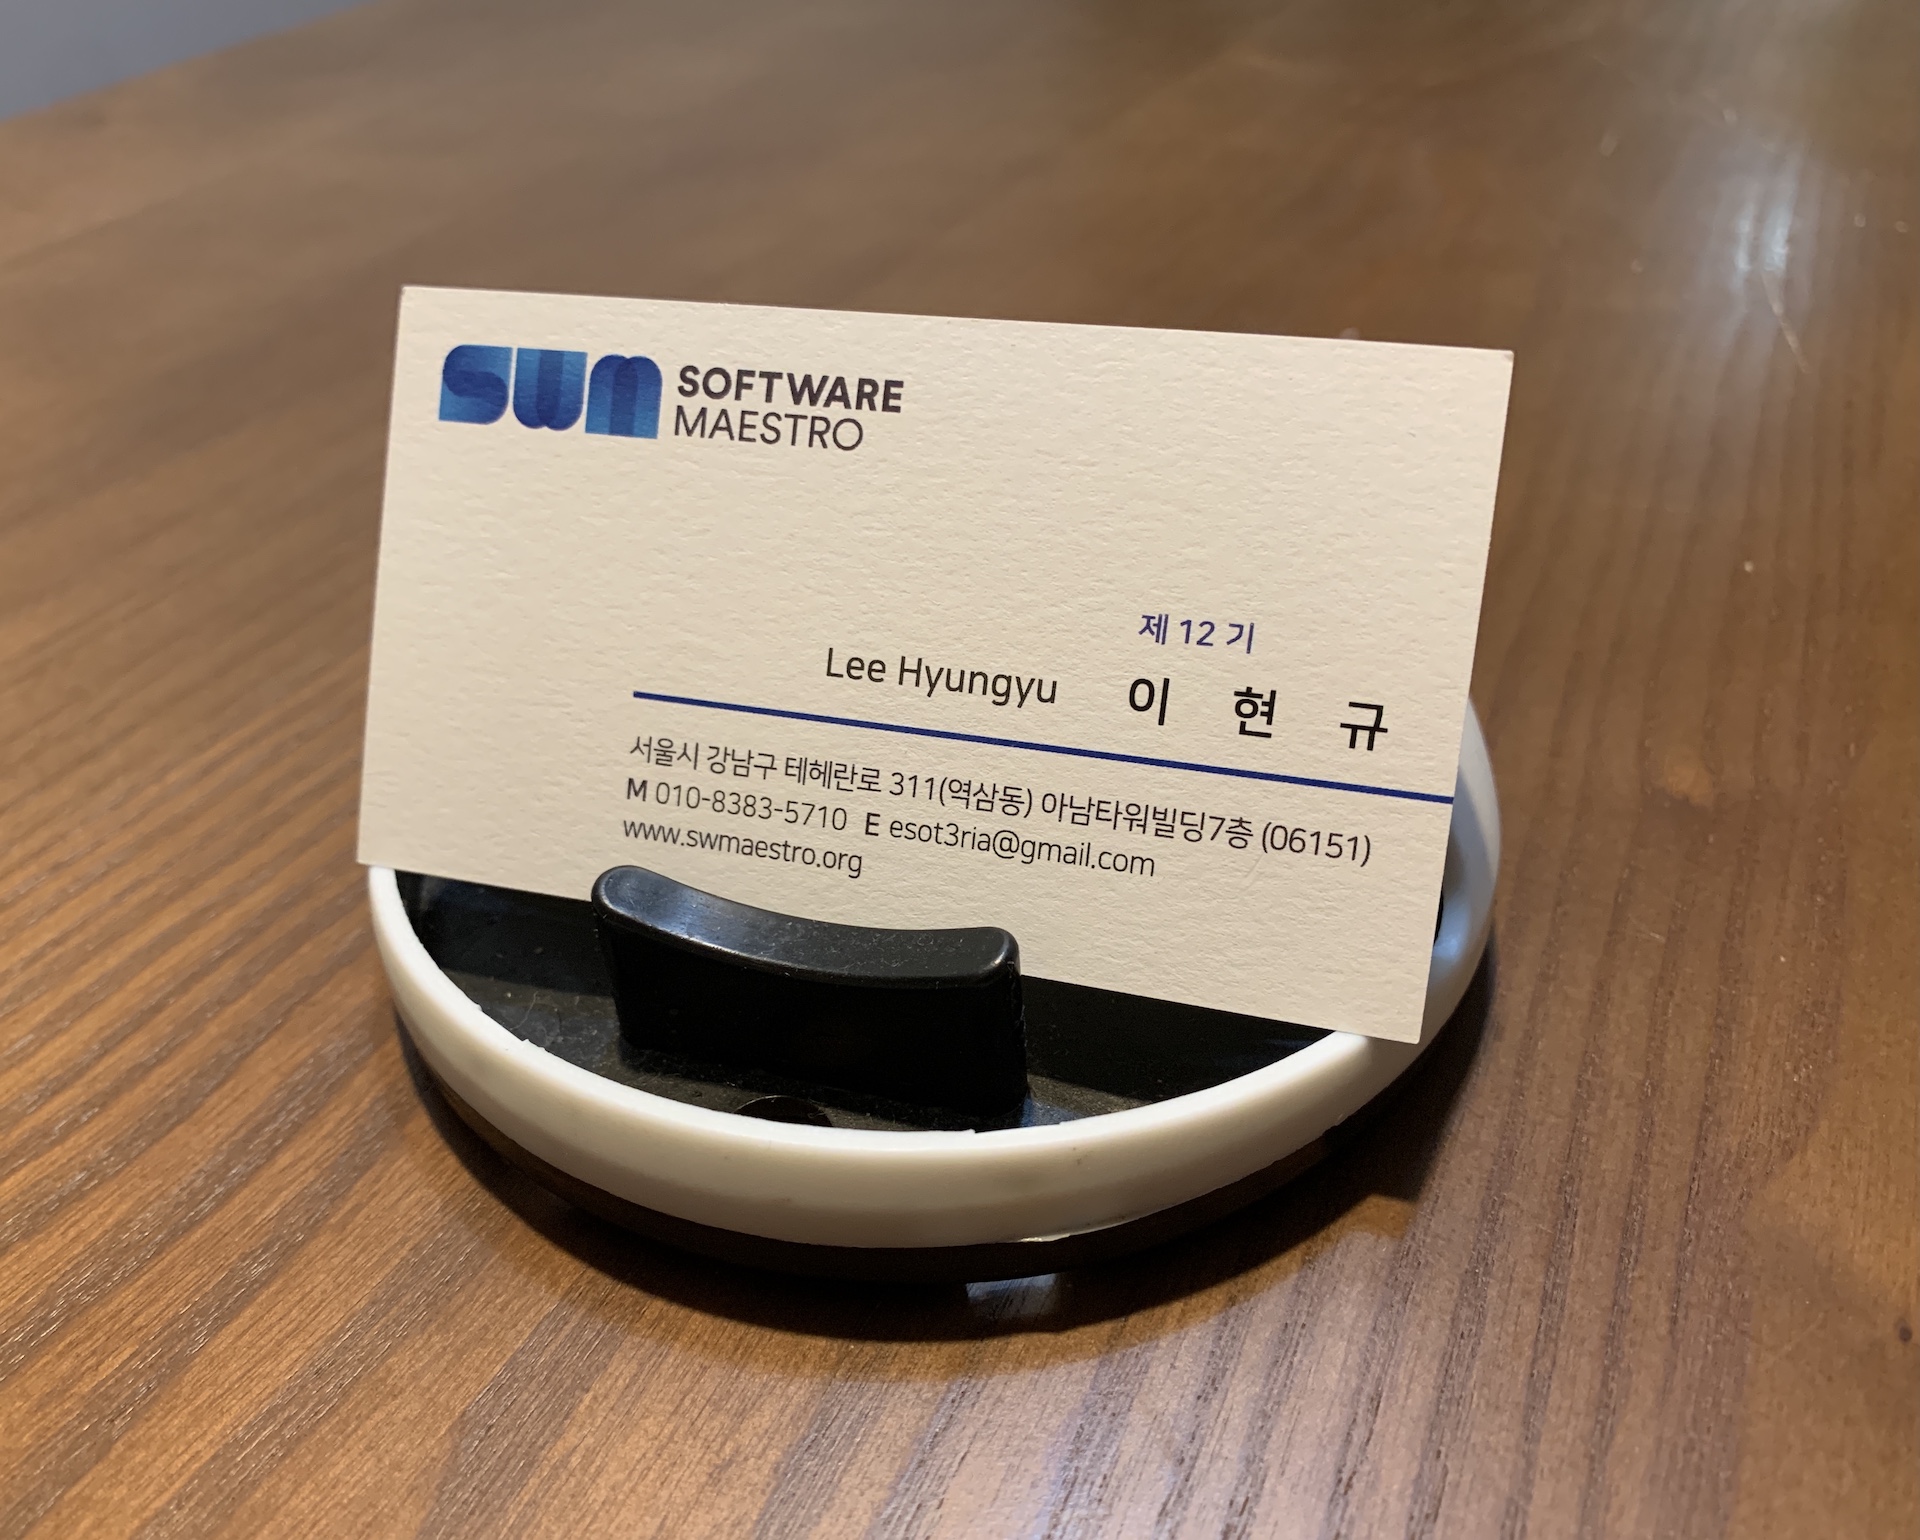 SWM SOFTWARE
MAESTRO
제 12 기
Lee Hyungyu 이 현 규
서울시 강남구 테헤란로 311(역삼동) 아남타워빌딩7층 (06151)
M 010-8383-5710 E esot3ria@gmail.com
www.swmaestro.org